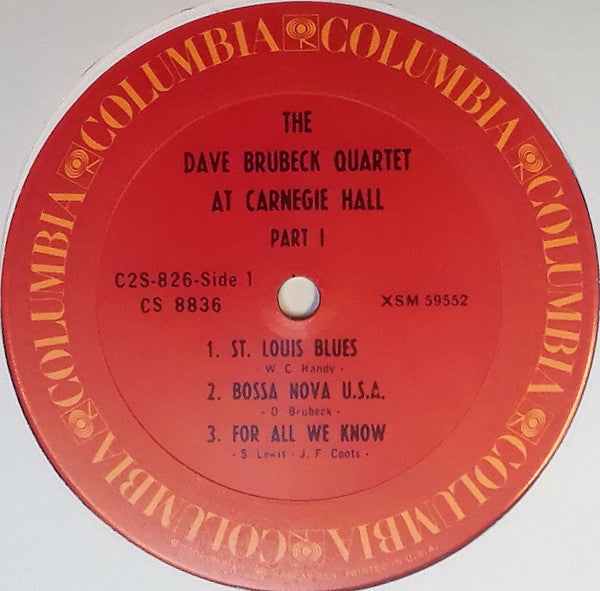 COLUMBIA COLUMBIA COLUMBIA COLUMBIA COLUMBIA COLUMBIA COLUMBIA COLUMBIA
THE
DAVE BRUBECK QUARTET
AT CARNEGIE HALL
PART I
C2S-826-Side 1
CS 8836
XSM 59552
1. ST. LOUIS BLUES
- W. C. Handy -
2. BOSSA NOVA U.S.A.
- D. Brubeck -
3. FOR ALL WE KNOW
- S. Lewis - J. F. Coots -
PRINTED IN U.S.A.